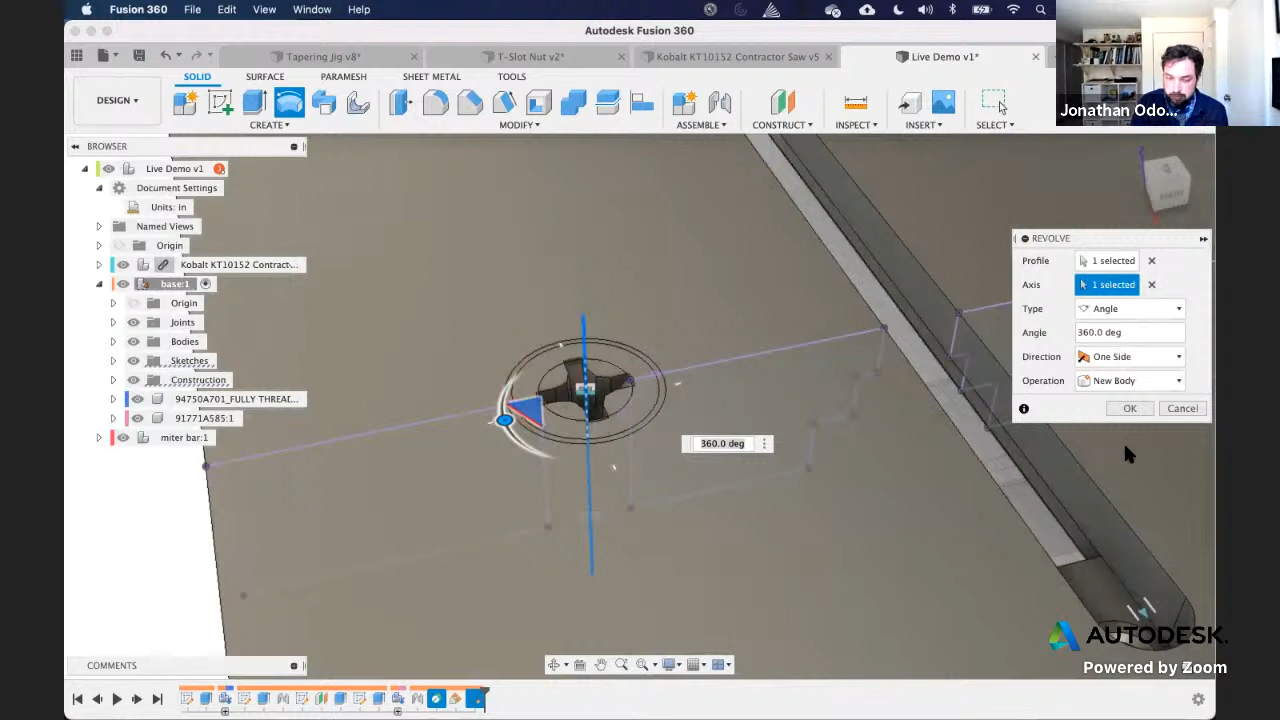 Fusion 360 File Edit View Window Help
Autodesk Fusion 360
Tapering Jig v8*
T-Slot Nut v2*
Kobalt KT10152 Contractor Saw v5
Live Demo v1*
Jonathan Odo...
SOLID SURFACE PARAMESH SHEET METAL TOOLS
DESIGN
CREATE MODIFY ASSEMBLE CONSTRUCT INSPECT INSERT SELECT
BROWSER
Live Demo v1
Document Settings
Units: in
Named Views
Origin
Kobalt KT10152 Contract...
base:1
Origin
Joints
Bodies
Sketches
Construction
94750A701_FULLY THREAD...
91771A585:1
miter bar:1
REVOLVE
Profile 1 selected
Axis 1 selected
Type Angle
Angle 360.0 deg
Direction One Side
Operation New Body
OK Cancel
360.0 deg
COMMENTS
AUTODESK.
Powered by Zoom